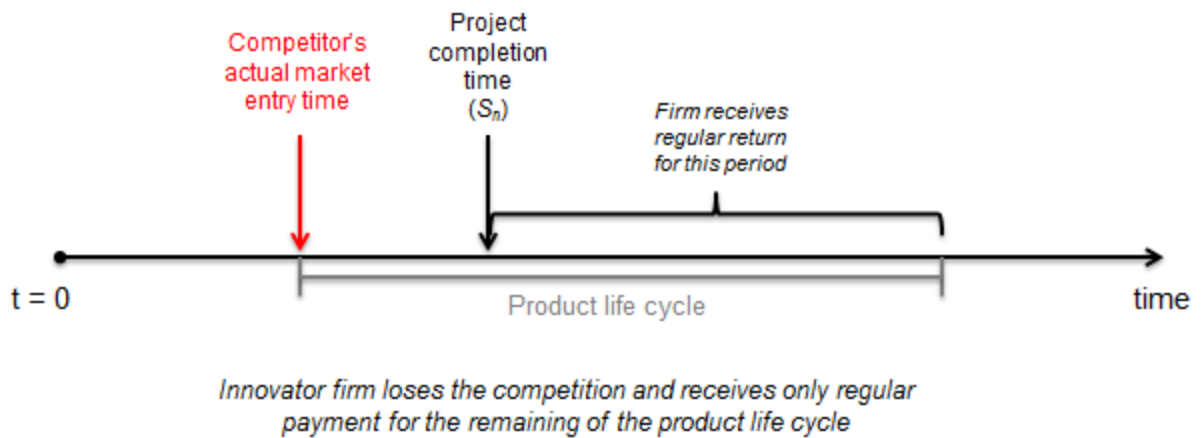 Competitor's
actual market
entry time
Project
completion
time
(Sn)
Firm receives
regular return
for this period
t = 0
time
Product life cycle
Innovator firm loses the competition and receives only regular
payment for the remaining of the product life cycle